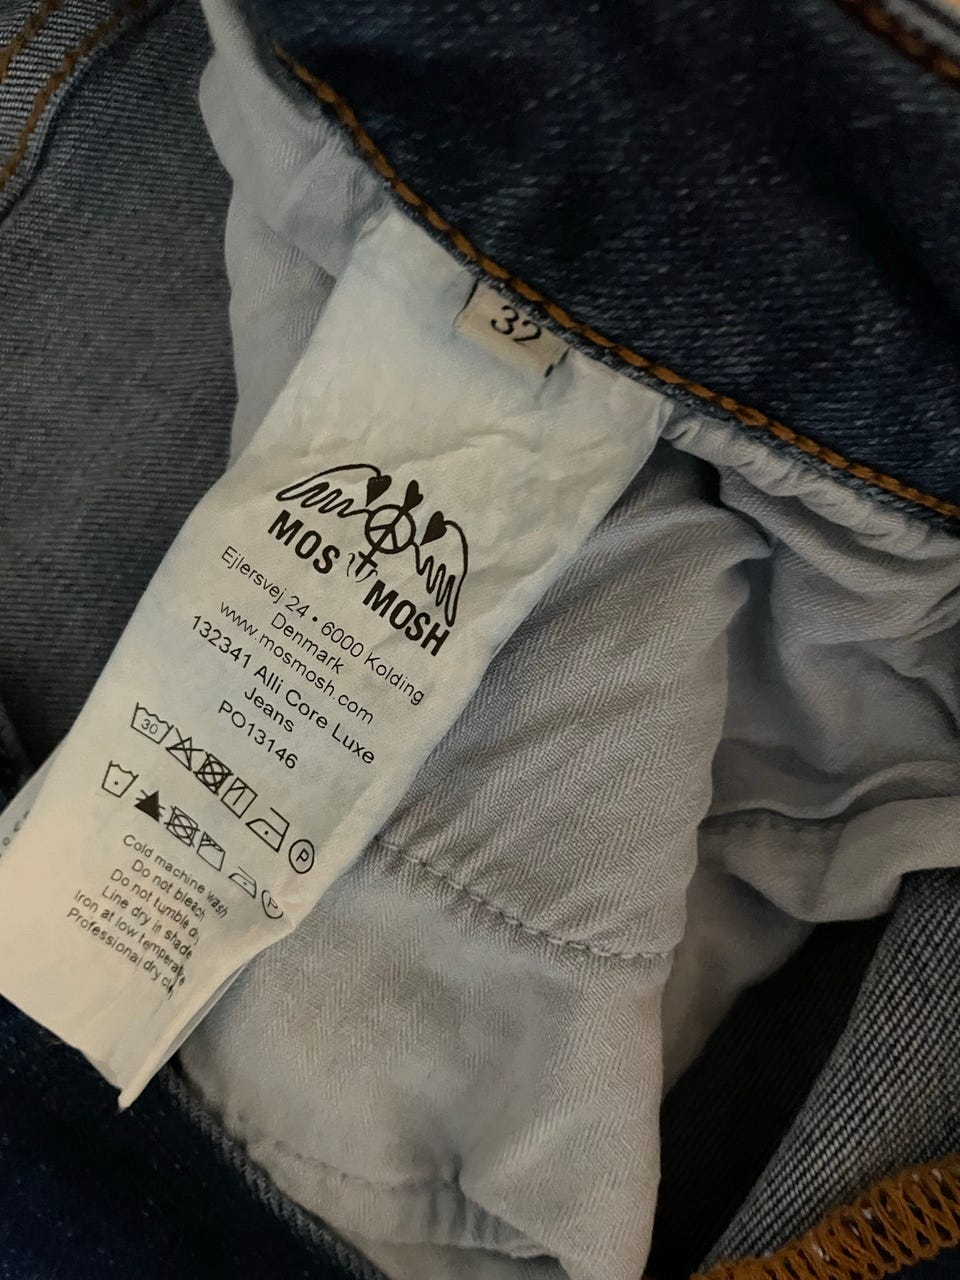 32
MOS MOSH
Ejlersvej 24 • 6000 Kolding
Denmark
www.mosmosh.com
132341 Alli Core Luxe
Jeans
PO13146
30
P
P
Cold machine wash
Do not bleach
Do not tumble
Line dry in shade
Iron at low
Professional dry